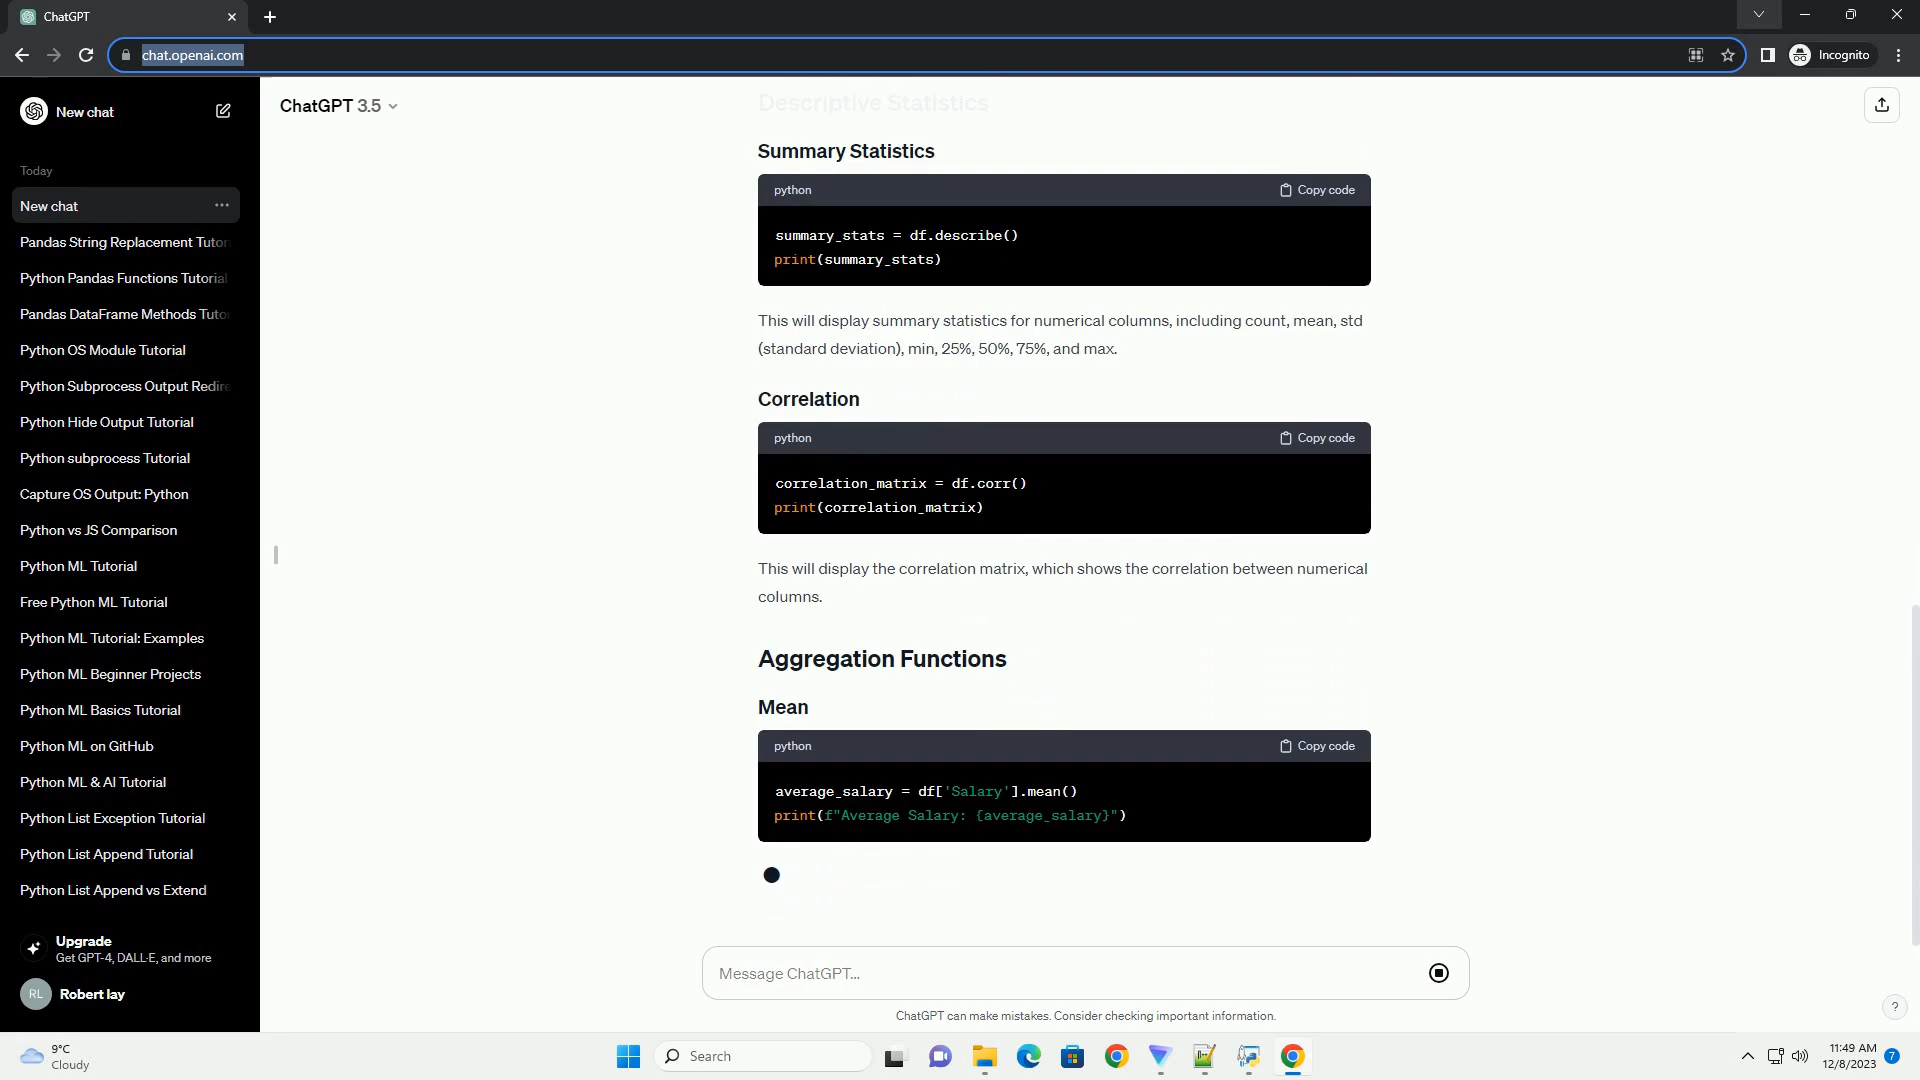 ChatGPT
chat.openai.com
Incognito
New chat
Today
New chat
Pandas String Replacement Tutor
Python Pandas Functions Tutorial
Pandas DataFrame Methods Tuto
Python OS Module Tutorial
Python Subprocess Output Redire
Python Hide Output Tutorial
Python subprocess Tutorial
Capture OS Output: Python
Python vs JS Comparison
Python ML Tutorial
Free Python ML Tutorial
Python ML Tutorial: Examples
Python ML Beginner Projects
Python ML Basics Tutorial
Python ML on GitHub
Python ML & AI Tutorial
Python List Exception Tutorial
Python List Append Tutorial
Python List Append vs Extend
Upgrade
Get GPT-4, DALL·E, and more
RL Robert lay
ChatGPT 3.5
Descriptive Statistics
Summary Statistics
python Copy code
summary_stats = df.describe()
print(summary_stats)
This will display summary statistics for numerical columns, including count, mean, std
(standard deviation), min, 25%, 50%, 75%, and max.
Correlation
python Copy code
correlation_matrix = df.corr()
print(correlation_matrix)
This will display the correlation matrix, which shows the correlation between numerical
columns.
Aggregation Functions
Mean
python Copy code
average_salary = df['Salary'].mean()
print(f"Average Salary: {average_salary}")
Message ChatGPT...
ChatGPT can make mistakes. Consider checking important information.
?
9°C
Cloudy
Search
11:49 AM
12/8/2023
7